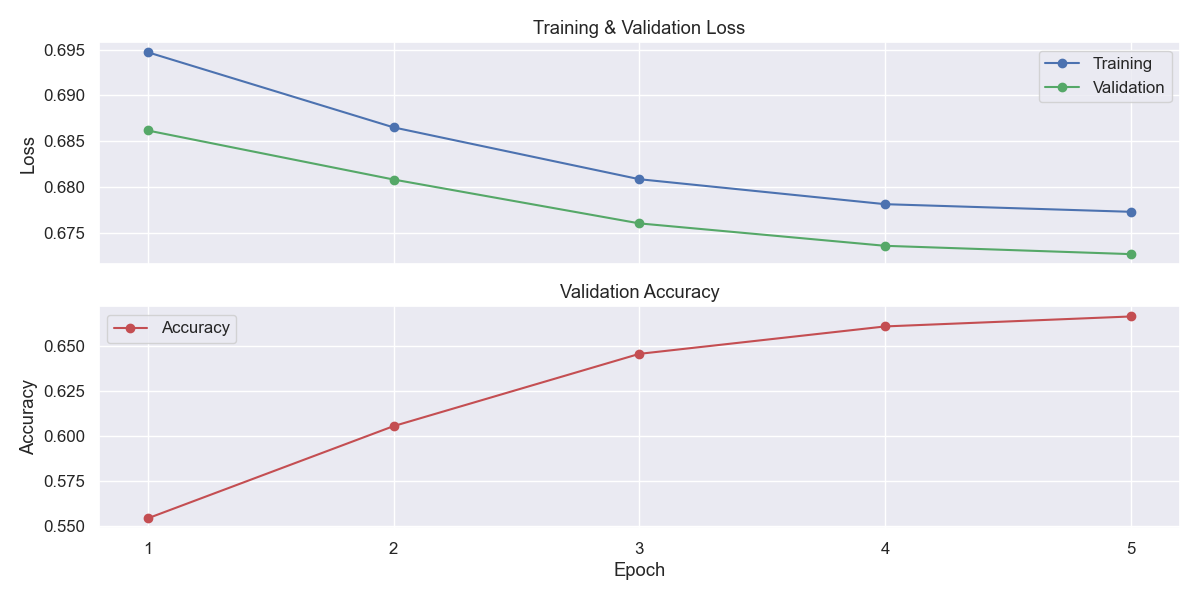 Training & Validation Loss
0.695
0.690
0.685
0.680
0.675
Loss
Training
Validation
Validation Accuracy
Accuracy
0.650
0.625
0.600
0.575
0.550
Accuracy
1 2 3 4 5
Epoch